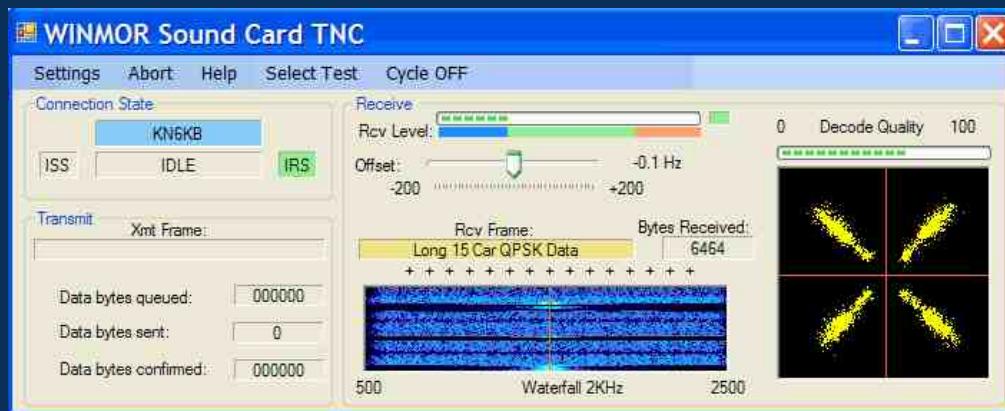 WINMOR Sound Card TNC
Settings Abort Help Select Test Cycle OFF
Connection State
KN6KB
ISS IDLE IRS
Transmit
Xmt Frame:
Data bytes queued: 000000
Data bytes sent: 0
Data bytes confirmed: 000000
Receive
Rcv Level:
Offset: -0.1 Hz
-200 +200
Rcv Frame: Bytes Received:
Long 15 Car QPSK Data 6464
+ + + + + + + + + + + + + + +
500 Waterfall 2KHz 2500
0 Decode Quality 100